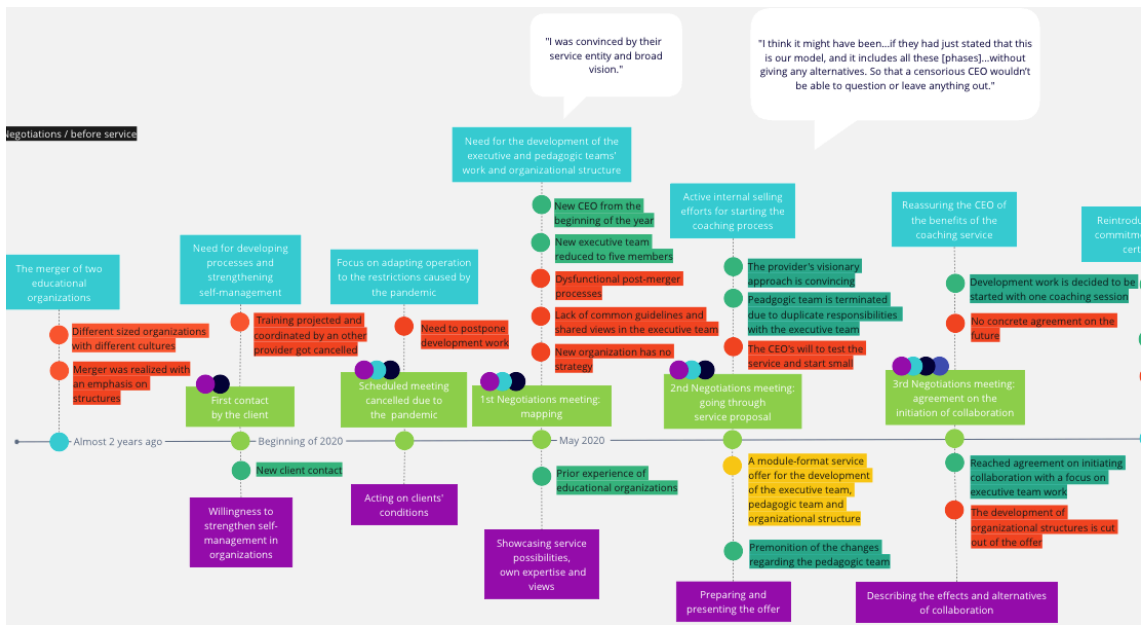 "I was convinced by their
service entity and broad
vision."
"I think it might have been...if they had just stated that this
is our model, and it includes all these [phases]...without
giving any alternatives. So that a censorious CEO wouldn't
be able to question or leave anything out."
Negotiations / before service
The merger of two
educational
organizations
Different sized organizations
with different cultures
Merger was realized with
an emphasis on
structures
Almost 2 years ago
Need for developing
processes and
strengthening
self-management
Training projected and
coordinated by an other
provider got cancelled
First contact
by the client
Beginning of 2020
New client contact
Willingness to
strengthen self-
management in
organizations
Focus on adapting operation
to the restrictions caused by
the pandemic
Need to postpone
development work
Scheduled meeting
cancelled due to
the pandemic
Acting on clients'
conditions
Need for the development of the
executive and pedagogic teams'
work and organizational structure
New CEO from the
beginning of the year
New executive team
reduced to five members
Dysfunctional post-merger
processes
Lack of common guidelines and
shared views in the executive team
New organization has no
strategy
1st Negotiations meeting:
mapping
May 2020
Prior experience of
educational organizations
Showcasing service
possibilities,
own expertise and
views
Active internal selling
efforts for starting the
coaching process
The provider's visionary
approach is convincing
Peadgogic team is terminated
due to duplicate responsibilities
with the executive team
The CEO's will to test the
service and start small
2nd Negotiations meeting:
going through
service proposal
A module-format service
offer for the development
of the executive team,
pedagogic team and
organizational structure
Premonition of the changes
regarding the pedagogic team
Preparing and
presenting the offer
Reassuring the CEO of
the benefits of the
coaching service
Development work is decided to be
started with one coaching session
No concrete agreement on the
future
3rd Negotiations meeting:
agreement on the
initiation of collaboration
Reached agreement on initiating
collaboration with a focus on
executive team work
The development of
organizational structures is cut
out of the offer
Describing the effects and alternatives
of collaboration
Reintrodu
commitme
cert